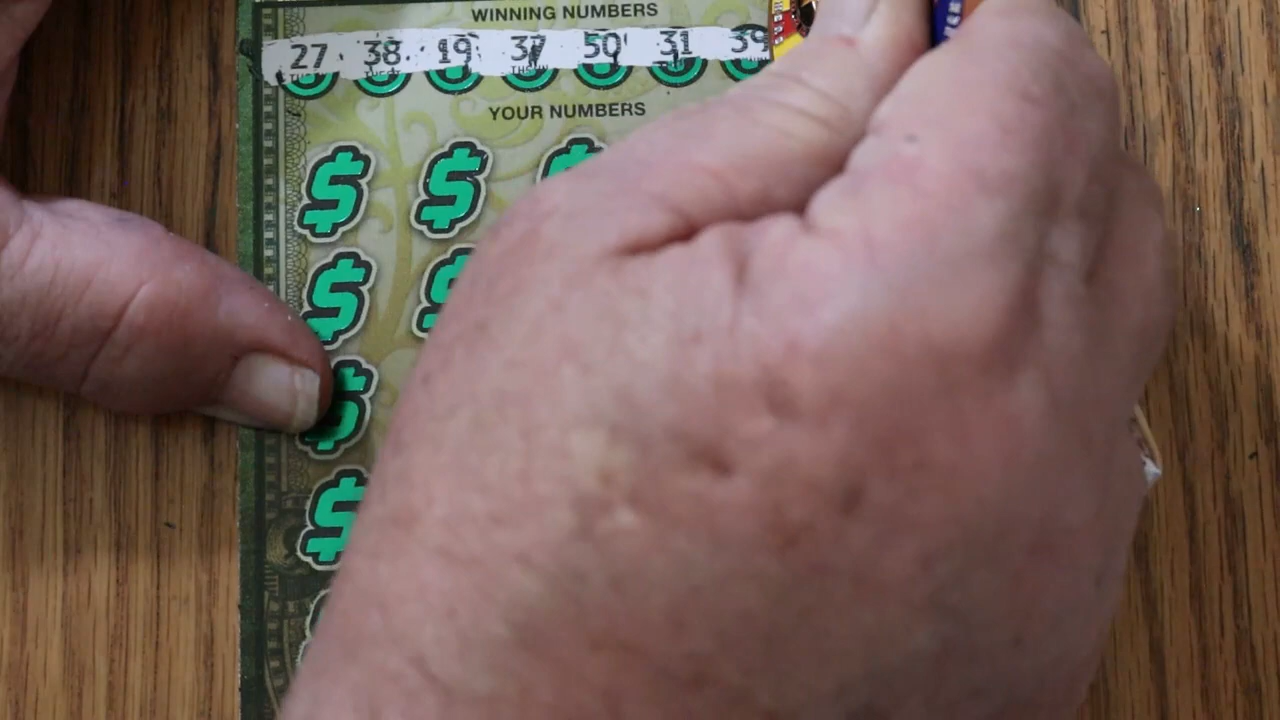 WINNING NUMBERS
27 38 19 37 50 31 39
YOUR NUMBERS
$ $ $
$ $
$
$